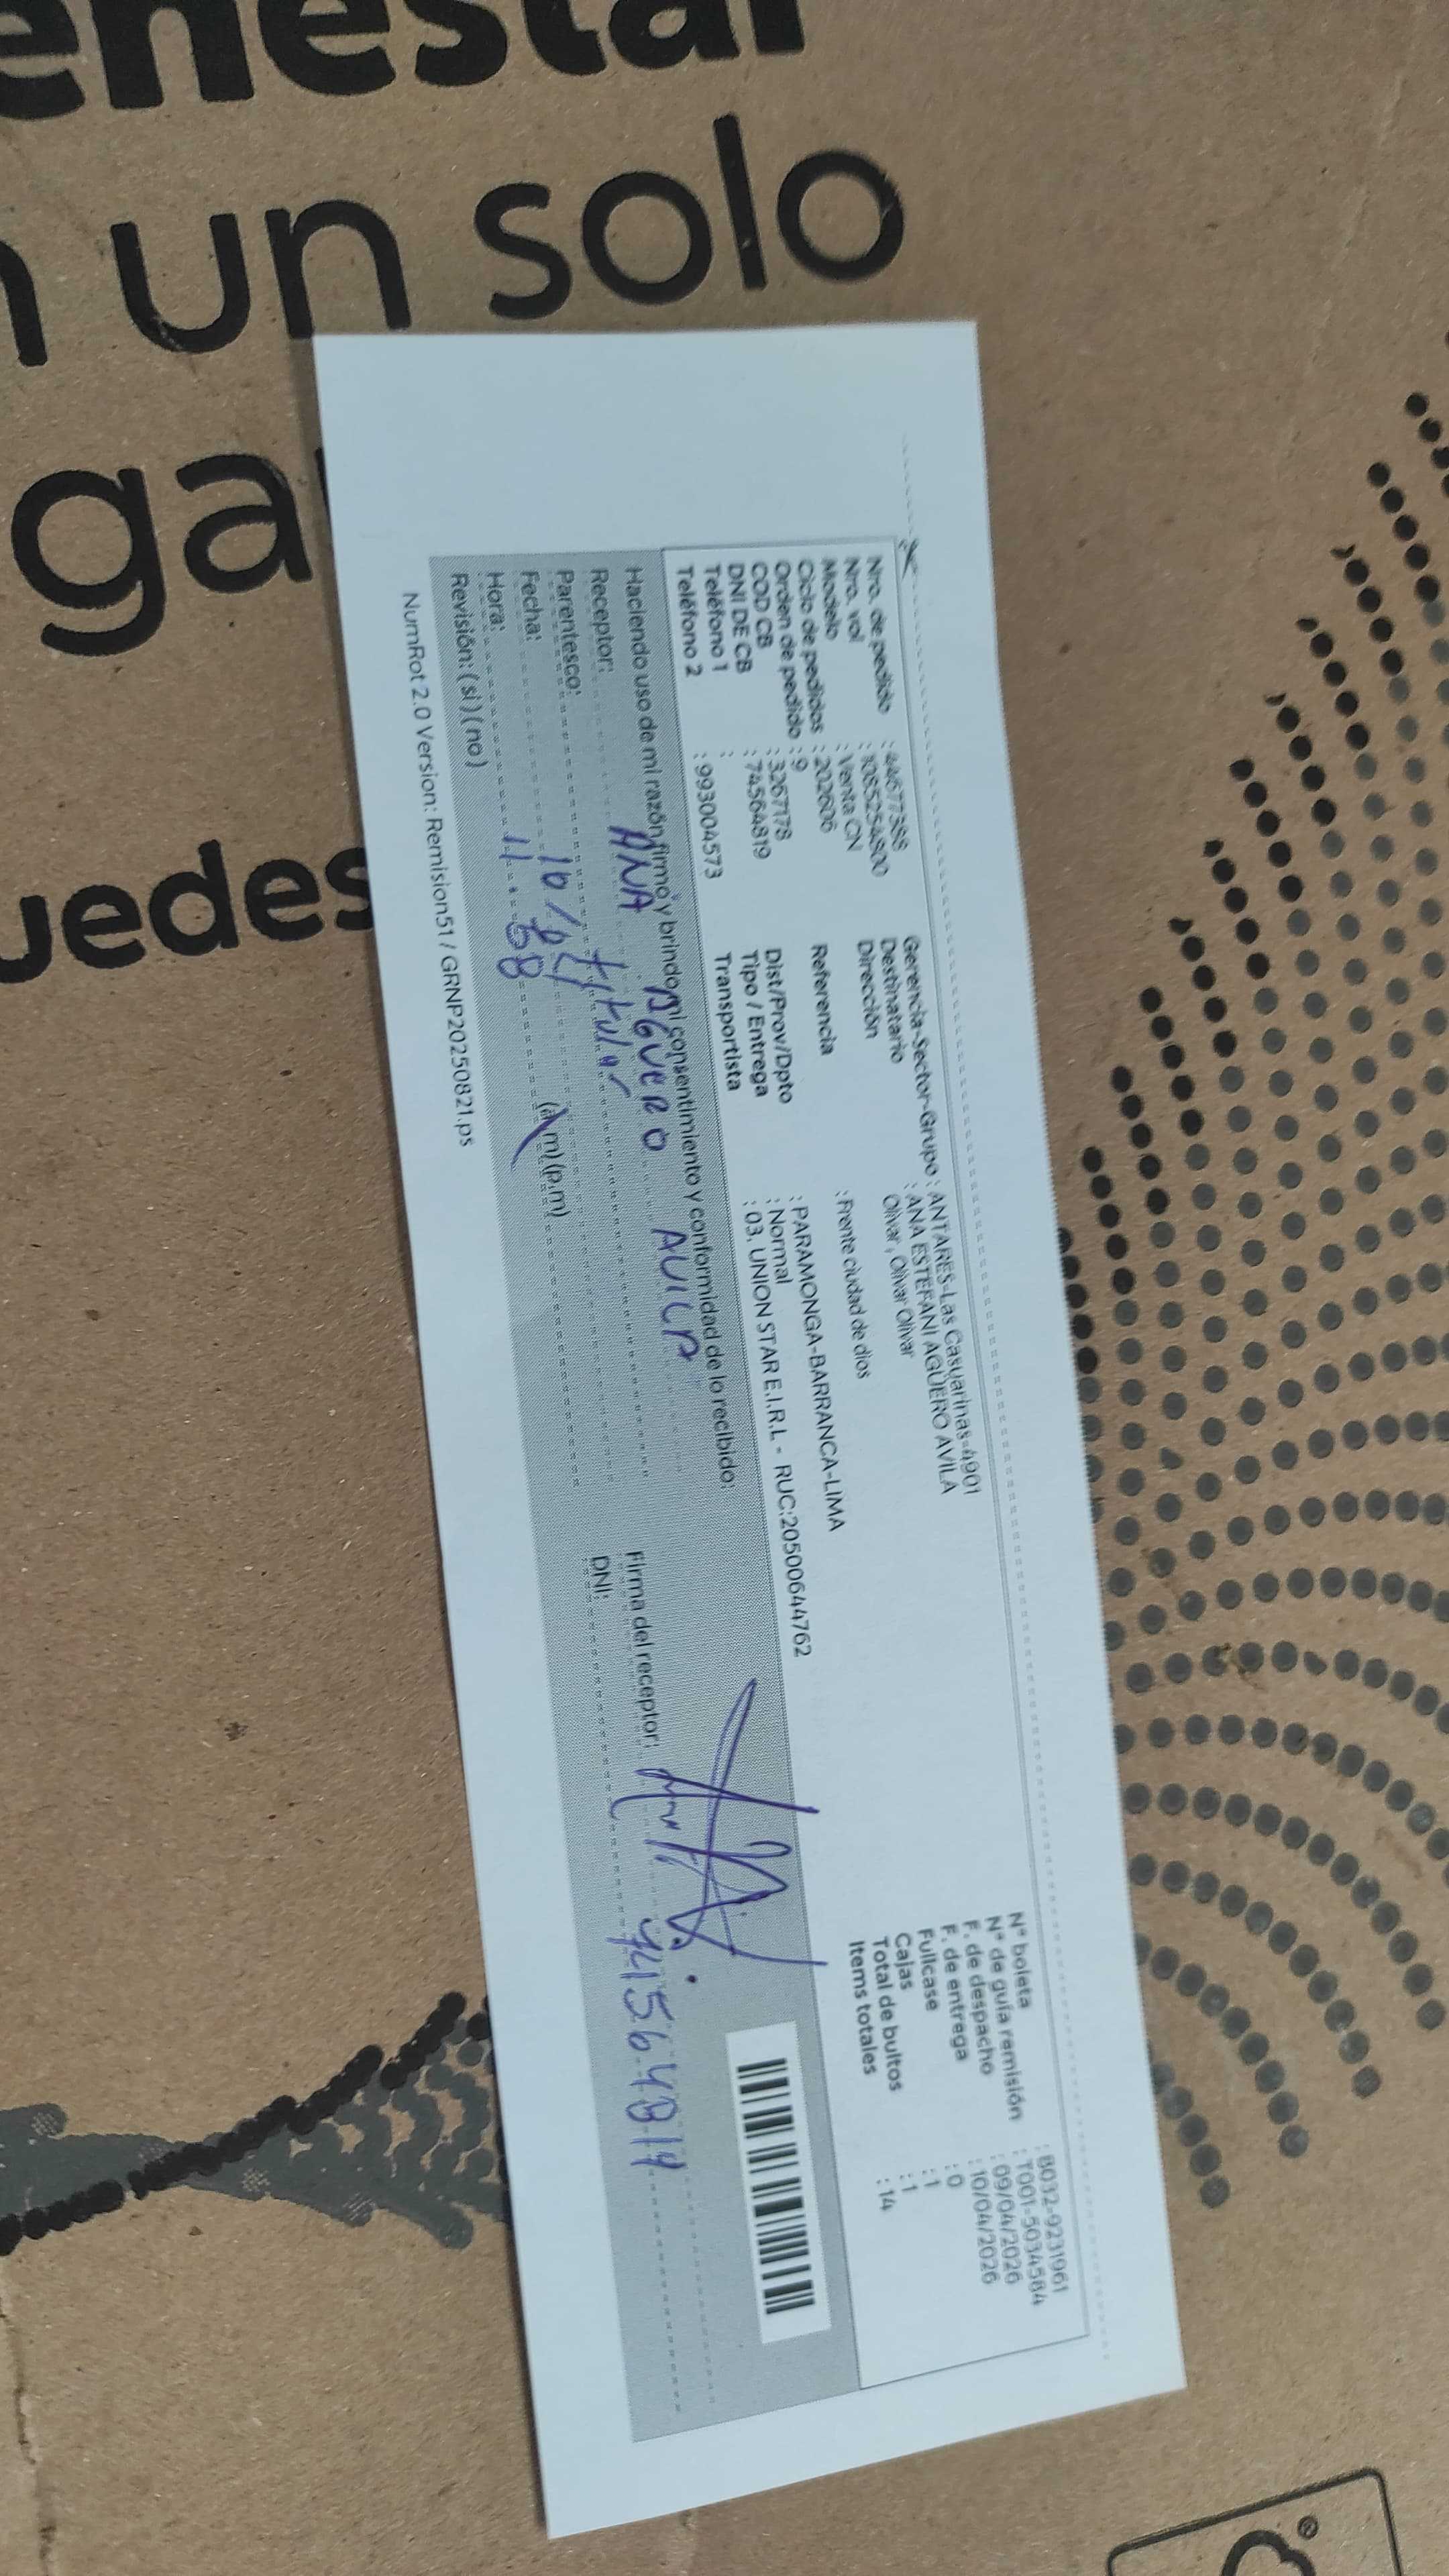 enestar
n un solo
ga
uedes
Nro. de pedido : 44677388
Nro. vol : 1085254800
Modelo : Venta CN
Ciclo de pedidos : 202606
Orden de pedido : 9
COD CB : 3267178
DNI DE CB : 74564819
Teléfono 1 :
Teléfono 2 : 993004573
Gerencia-Sector-Grupo : ANTARES-Las Casuarinas-4901
Destinatario : ANA ESTEFANI AGÜERO AVILA
Dirección Olivar , Olivar Olivar
Referencia : Frente ciudad de dios
Dist/Prov/Dpto : PARAMONGA-BARRANCA-LIMA
Tipo / Entrega : Normal
Transportista : 03. UNION STAR E.I.R.L - RUC:20500644762
N° boleta : B032-9231961
N° de guía remisión : T001-5034584
F. de despacho : 09/04/2026
F. de entrega : 10/04/2026
Fullcase : 0
Cajas : 1
Total de bultos : 1
Items totales : 14
Haciendo uso de mi razón firmo y brindo mi consentimiento y conformidad de lo recibido:
Receptor: ANA AGUERO AVILA
Parentesco: titular
Fecha: 10/04
Hora: 11:38 (a.m) (p.m)
Revisión: ( si ) ( no )
Firma del receptor:
DNI: 74564819
NumRot 2.0 Version: Remision51 / GRNP20250821.ps